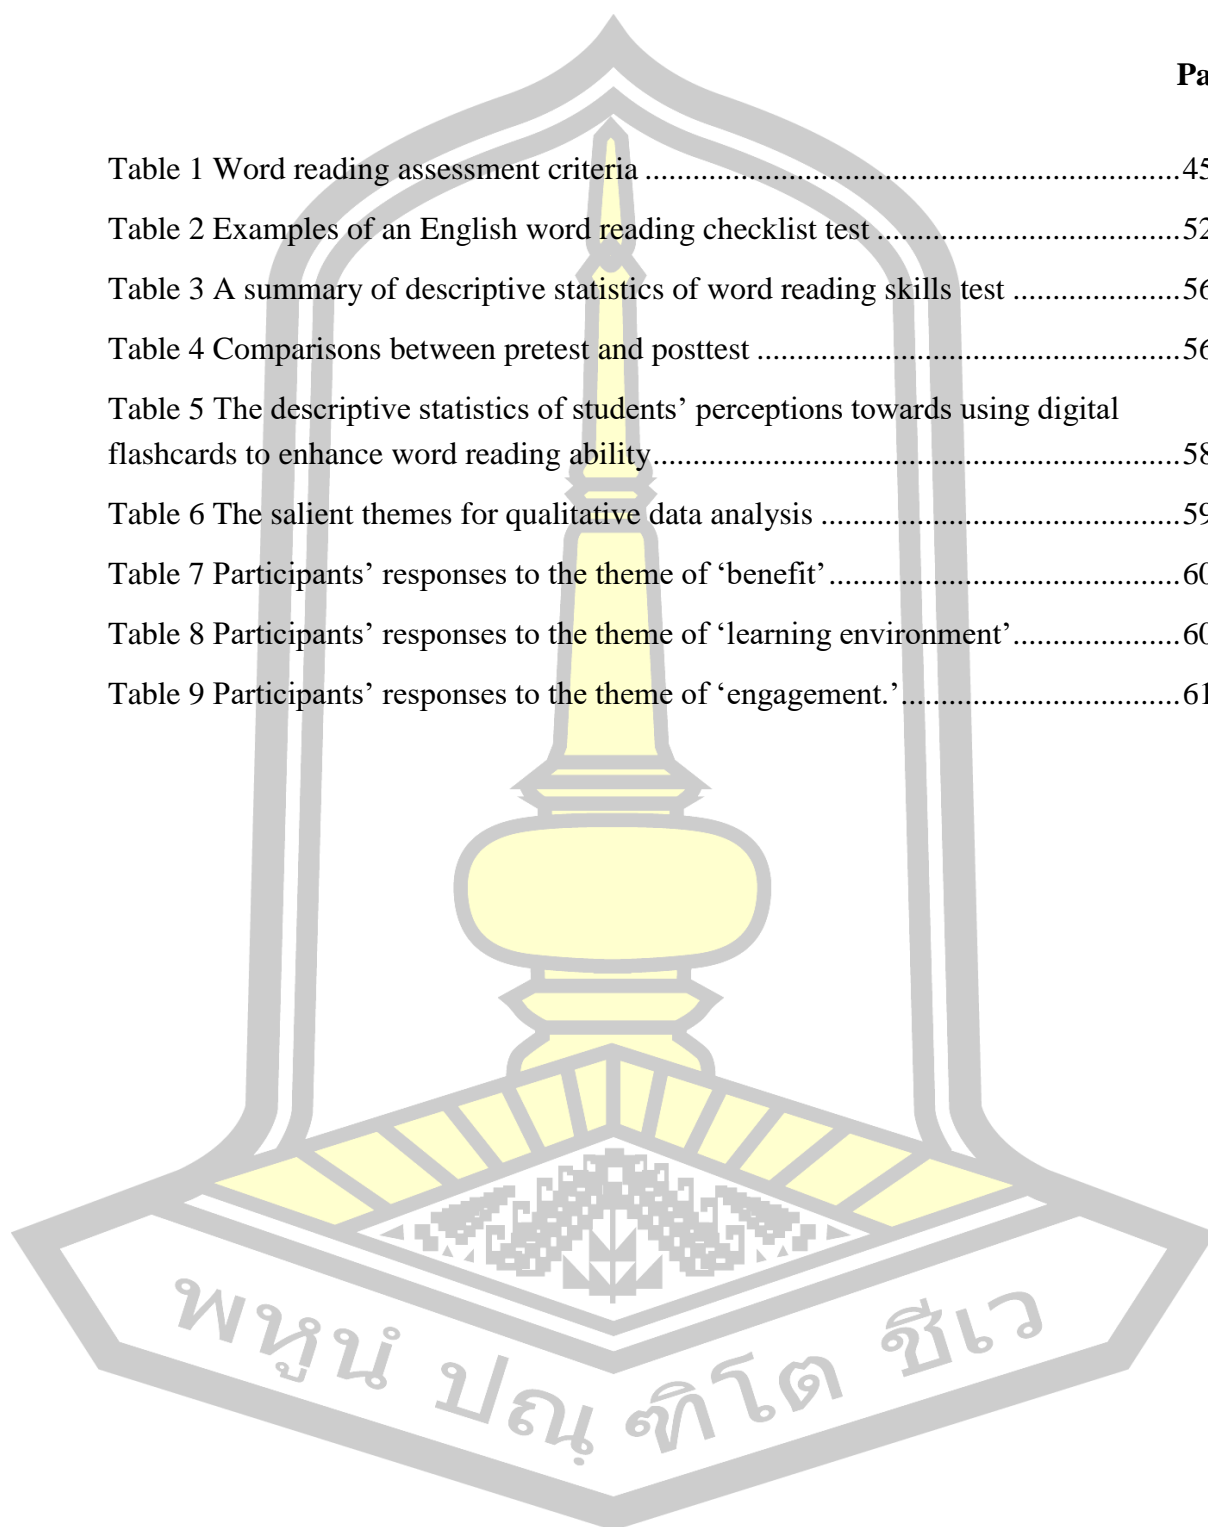 Pa
Table 1 Word reading assessment criteria ..................................................................45
Table 2 Examples of an English word reading checklist test .....................................52
Table 3 A summary of descriptive statistics of word reading skills test ....................56
Table 4 Comparisons between pretest and posttest ....................................................56
Table 5 The descriptive statistics of students’ perceptions towards using digital
flashcards to enhance word reading ability.................................................................58
Table 6 The salient themes for qualitative data analysis ............................................59
Table 7 Participants’ responses to the theme of ‘benefit’...........................................60
Table 8 Participants’ responses to the theme of ‘learning environment’....................60
Table 9 Participants’ responses to the theme of ‘engagement.’..................................61
พหูนํ ปณฺฑิโต ชีเว